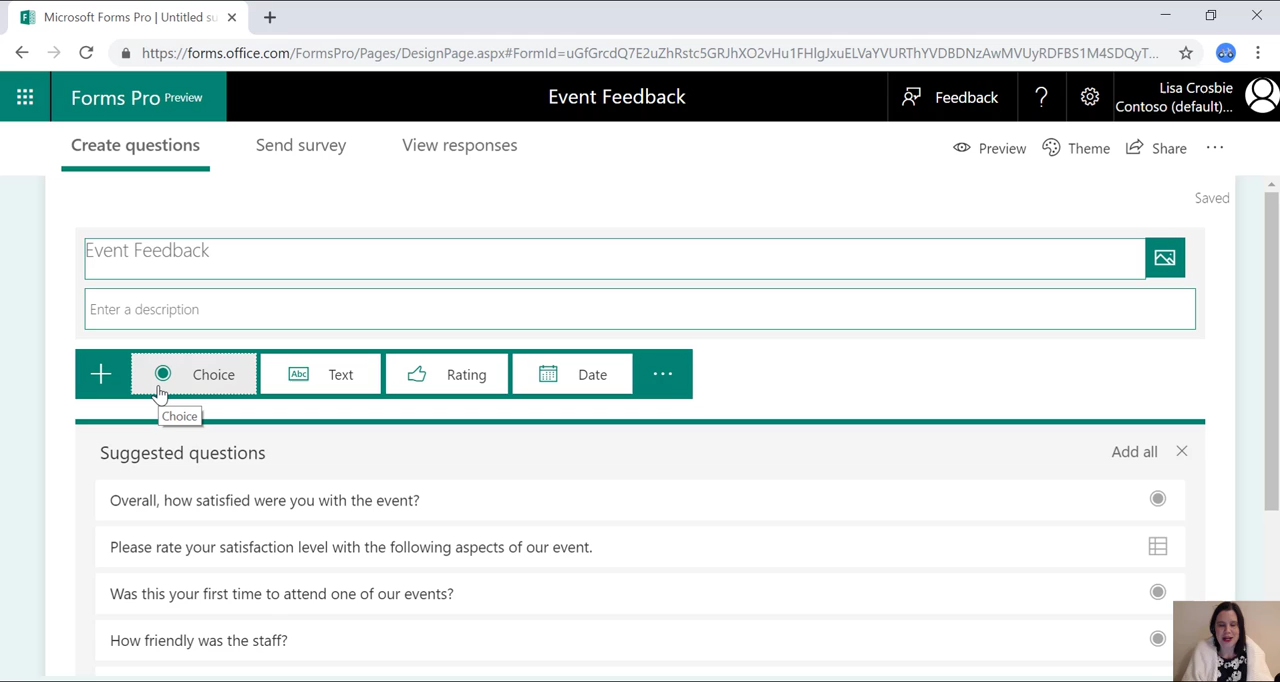 Microsoft Forms Pro | Untitled su
https://forms.office.com/FormsPro/Pages/DesignPage.aspx#FormId=uGfGrcdQ7E2uZhRstc5GRJhXO2vHu1FHIgJxuELVaYVURThYVDBDNzAwMVUyRDFBS1M4SDQyT...
Forms Pro Preview
Event Feedback
Feedback
?
Lisa Crosbie
Contoso (default)...
Create questions
Send survey
View responses
Preview
Theme
Share
Saved
Event Feedback
Enter a description
Choice
Abc Text
Rating
Date
Choice
Suggested questions
Add all
Overall, how satisfied were you with the event?
Please rate your satisfaction level with the following aspects of our event.
Was this your first time to attend one of our events?
How friendly was the staff?